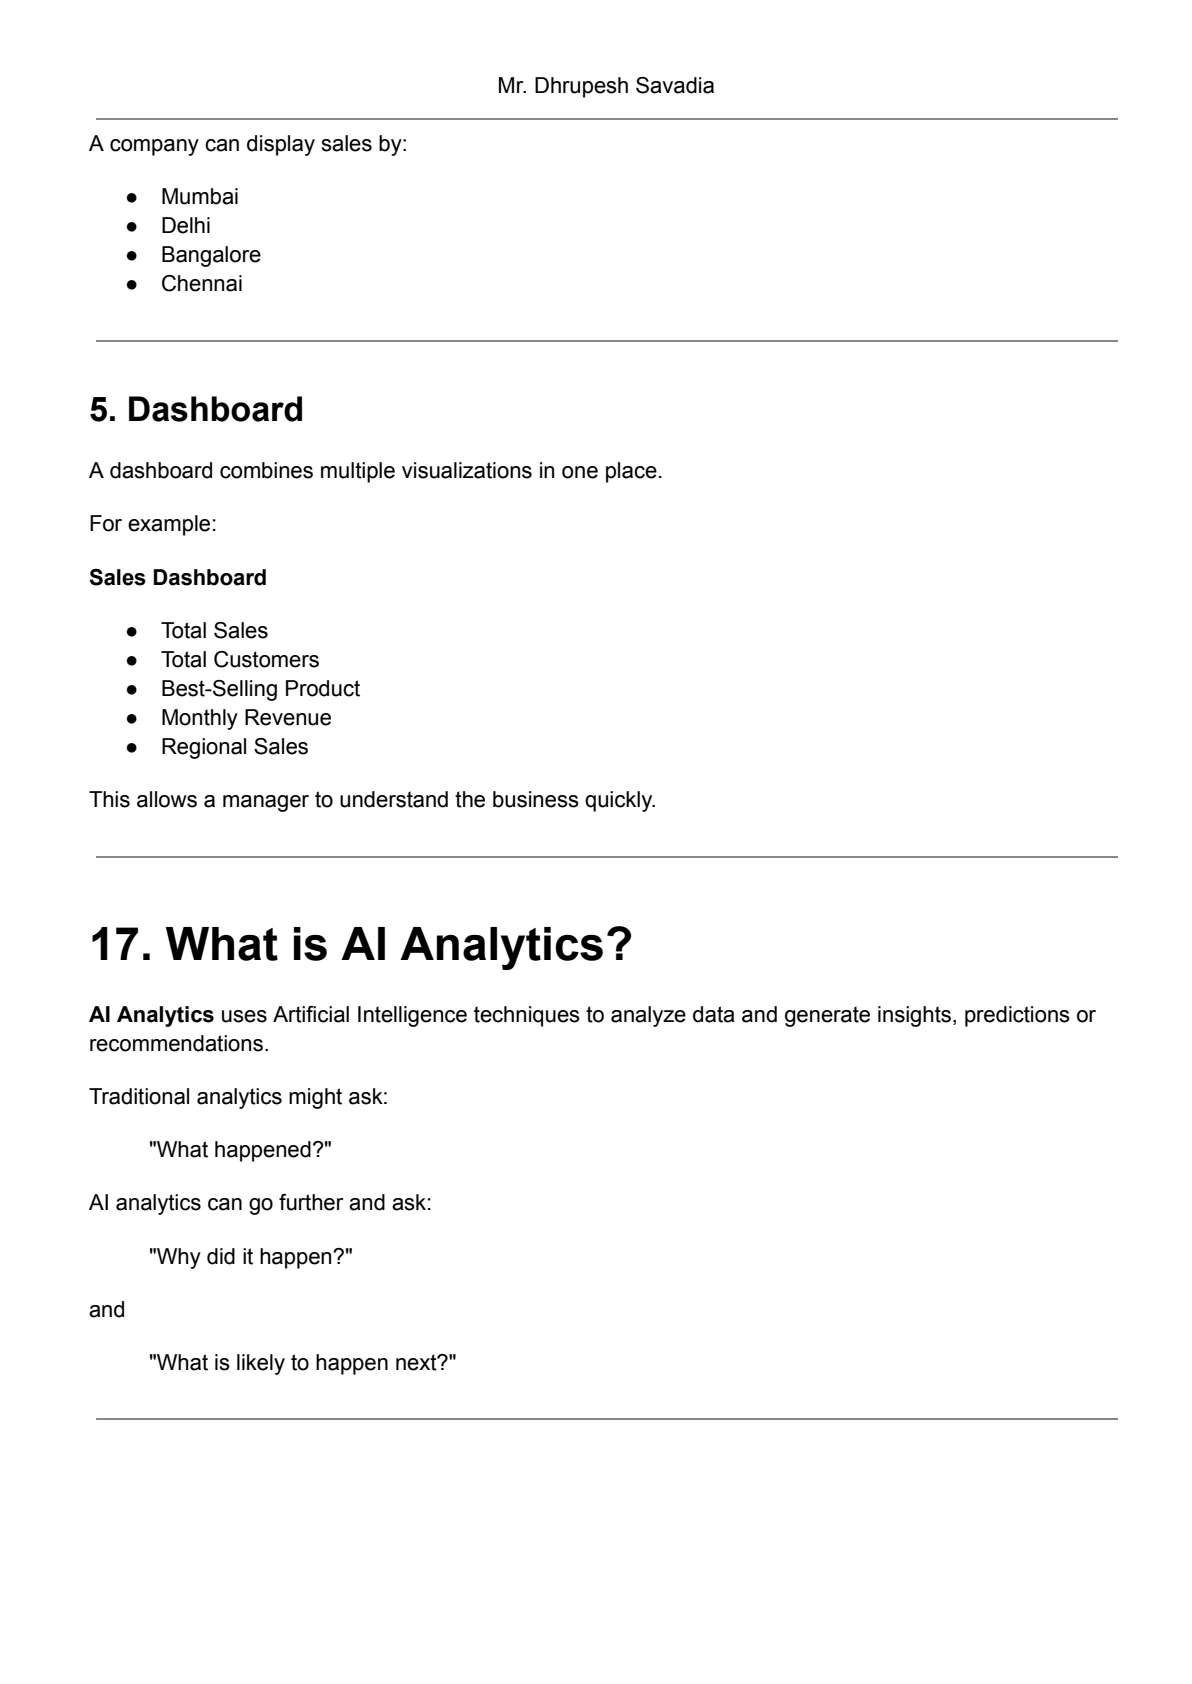 Mr. Dhrupesh Savadia
A company can display sales by:
● Mumbai
● Delhi
● Bangalore
● Chennai
5. Dashboard
A dashboard combines multiple visualizations in one place.
For example:
Sales Dashboard
● Total Sales
● Total Customers
● Best-Selling Product
● Monthly Revenue
● Regional Sales
This allows a manager to understand the business quickly.
17. What is AI Analytics?
AI Analytics uses Artificial Intelligence techniques to analyze data and generate insights, predictions or
recommendations.
Traditional analytics might ask:
"What happened?"
AI analytics can go further and ask:
"Why did it happen?"
and
"What is likely to happen next?"